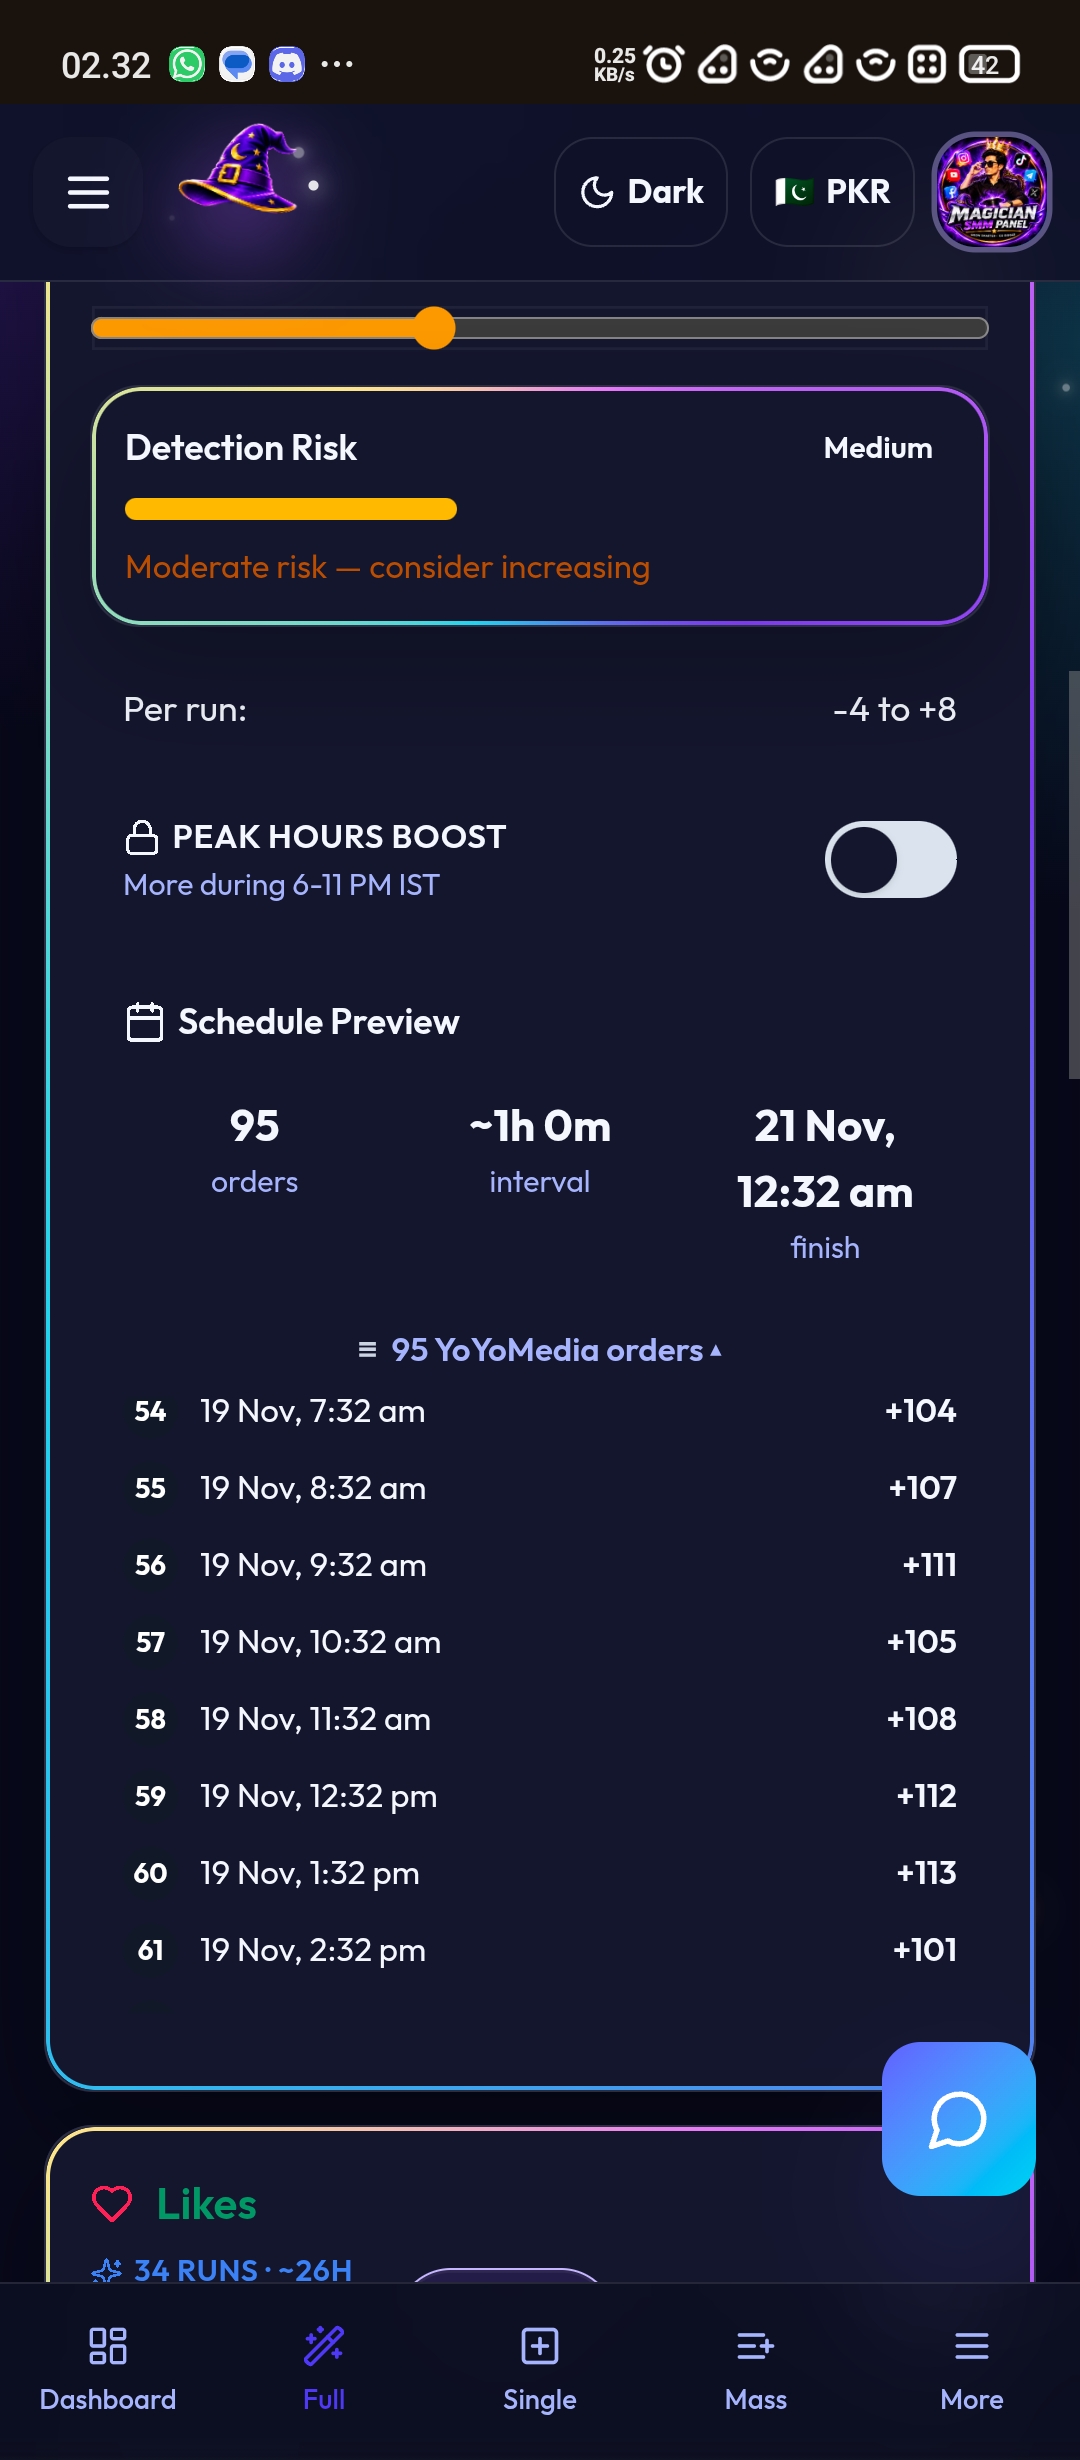 02.32
0.25
KB/s
42
Dark
PKR
MAGICIAN
SMM PANEL
Detection Risk
Medium
Moderate risk — consider increasing
Per run:
-4 to +8
PEAK HOURS BOOST
More during 6-11 PM IST
Schedule Preview
95
orders
~1h 0m
interval
21 Nov,
12:32 am
finish
95 YoYoMedia orders ▴
54 19 Nov, 7:32 am +104
55 19 Nov, 8:32 am +107
56 19 Nov, 9:32 am +111
57 19 Nov, 10:32 am +105
58 19 Nov, 11:32 am +108
59 19 Nov, 12:32 pm +112
60 19 Nov, 1:32 pm +113
61 19 Nov, 2:32 pm +101
Likes
34 RUNS · ~26H
Dashboard
Full
Single
Mass
More